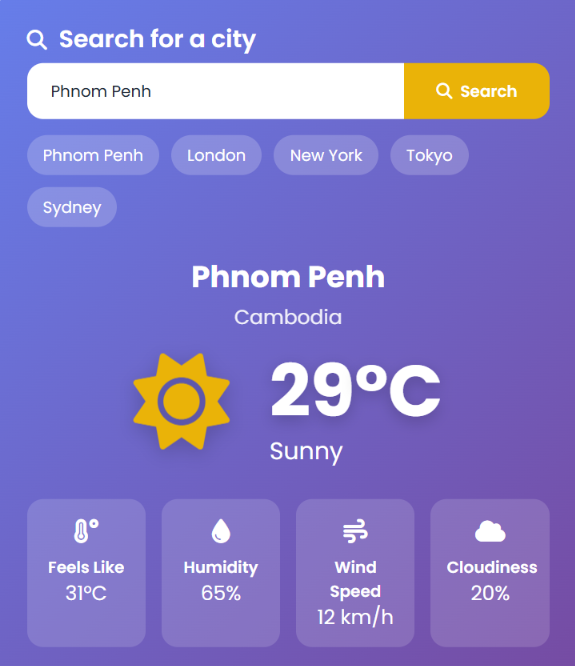 Search for a city
Phnom Penh
Search
Phnom Penh
London
New York
Tokyo
Sydney
Phnom Penh
Cambodia
29°C
Sunny
Feels Like
31°C
Humidity
65%
Wind
Speed
12 km/h
Cloudiness
20%